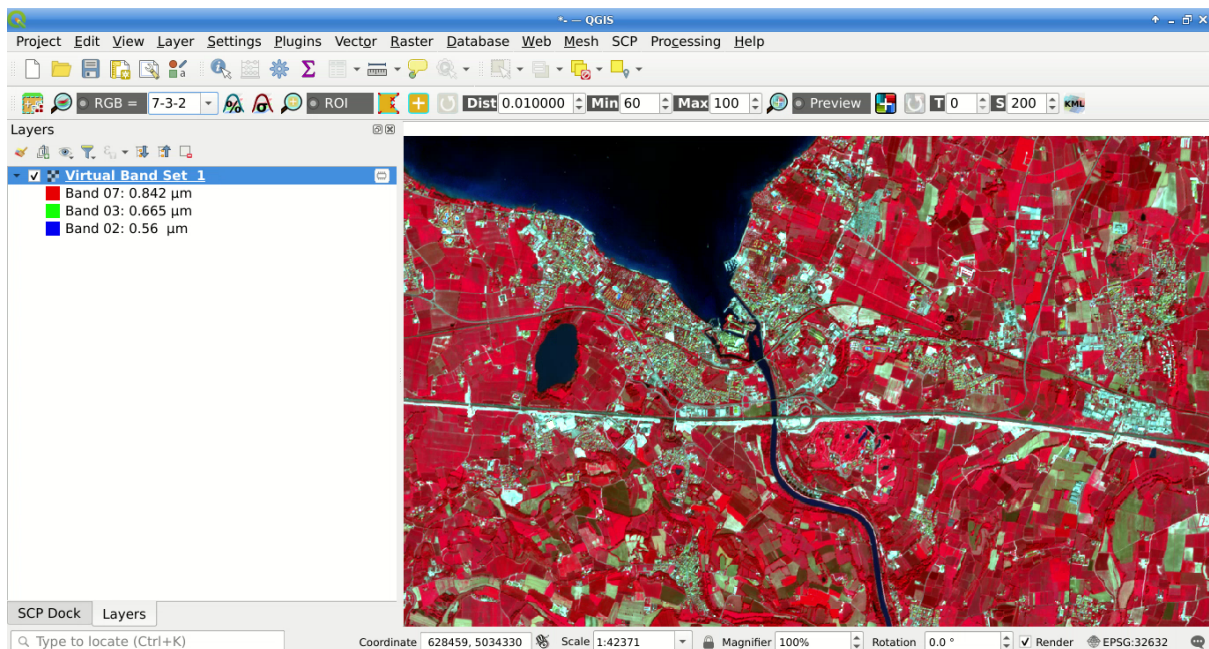 *- — QGIS
Project Edit View Layer Settings Plugins Vector Raster Database Web Mesh SCP Processing Help
RGB = 7-3-2 ROI Dist 0.010000 Min 60 Max 100 Preview T 0 S 200 KML
Layers
Virtual Band Set 1
Band 07: 0.842 µm
Band 03: 0.665 µm
Band 02: 0.56 µm
SCP Dock Layers
Type to locate (Ctrl+K) Coordinate 628459, 5034330 Scale 1:42371 Magnifier 100% Rotation 0.0 ° Render EPSG:32632